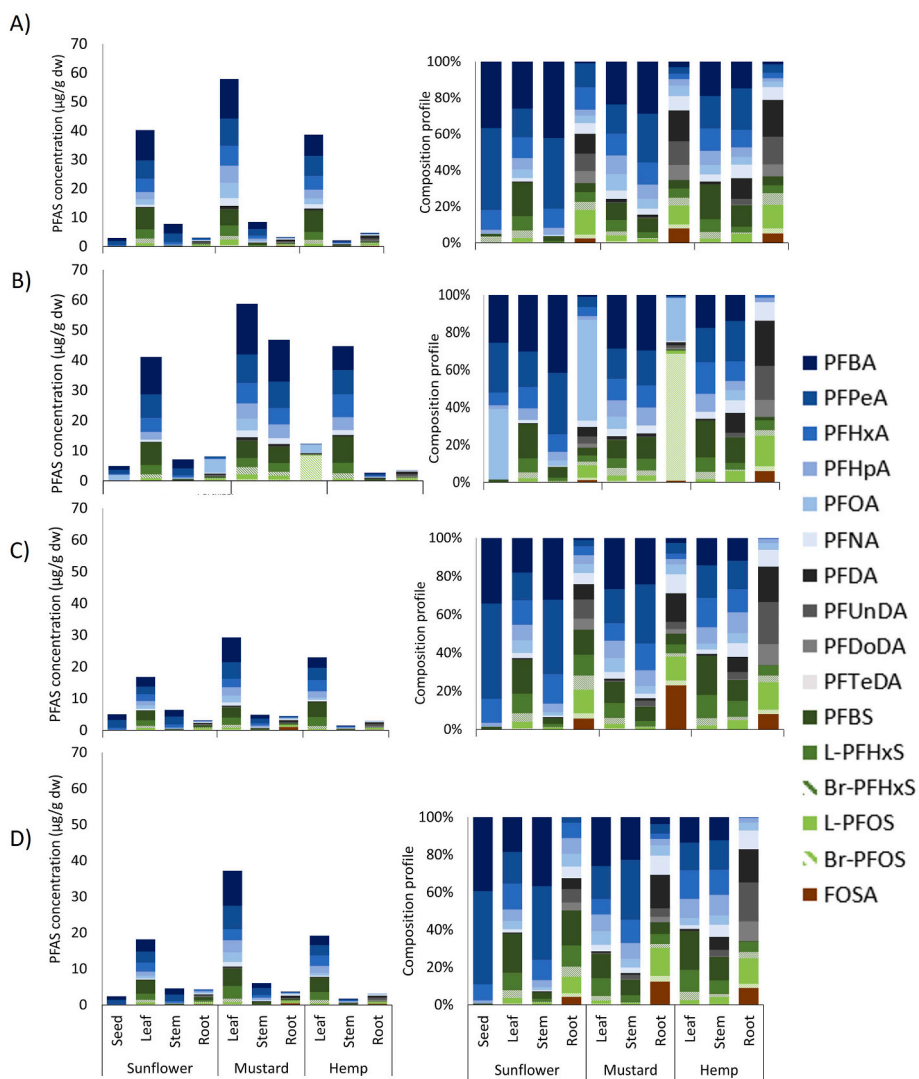 A)
PFAS concentration (µg/g dw)
70
60
50
40
30
20
10
0
Composition profile
100%
80%
60%
40%
20%
0%
B)
PFAS concentration (µg/g dw)
70
60
50
40
30
20
10
0
100%
80%
60%
40%
20%
0%
C)
PFAS concentration (µg/g dw)
70
60
50
40
30
20
10
0
Composition profile
100%
80%
60%
40%
20%
0%
D)
PFAS concentration (µg/g dw)
70
60
50
40
30
20
10
0
Composition profile
100%
80%
60%
40%
20%
0%
Seed Leaf Stem Root Leaf Stem Root Leaf Stem Root
Sunflower Mustard Hemp
Seed Leaf Stem Root Leaf Stem Root Leaf Stem Root
Sunflower Mustard Hemp
PFBA
PFPeA
PFHxA
PFHpA
PFOA
PFNA
PFDA
PFUnDA
PFDoDA
PFTeDA
PFBS
L-PFHxS
Br-PFHxS
L-PFOS
Br-PFOS
FOSA